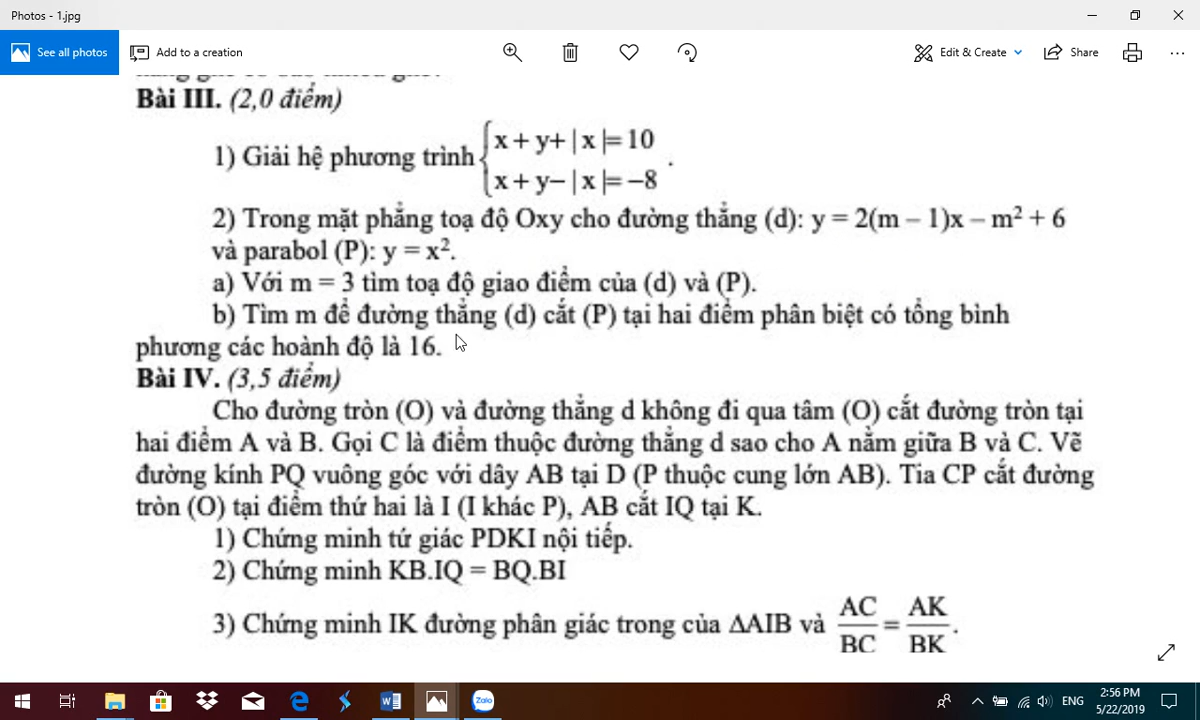 Photos - 1.jpg
See all photos
Add to a creation
Edit & Create
Share
Bài III. (2,0 điểm)
1) Giải hệ phương trình { x + y + | x | = 10
x + y − | x | = −8 .
2) Trong mặt phẳng toạ độ Oxy cho đường thẳng (d): y = 2(m – 1)x – m² + 6
và parabol (P): y = x².
a) Với m = 3 tìm toạ độ giao điểm của (d) và (P).
b) Tìm m để đường thẳng (d) cắt (P) tại hai điểm phân biệt có tổng bình
phương các hoành độ là 16.
Bài IV. (3,5 điểm)
Cho đường tròn (O) và đường thẳng d không đi qua tâm (O) cắt đường tròn tại
hai điểm A và B. Gọi C là điểm thuộc đường thẳng d sao cho A nằm giữa B và C. Vẽ
đường kính PQ vuông góc với dây AB tại D (P thuộc cung lớn AB). Tia CP cắt đường
tròn (O) tại điểm thứ hai là I (I khác P), AB cắt IQ tại K.
1) Chứng minh tứ giác PDKI nội tiếp.
2) Chứng minh KB.IQ = BQ.BI
3) Chứng minh IK đường phân giác trong của ΔAIB và AC/BC = AK/BK.
Zalo
ENG
2:56 PM
5/22/2019